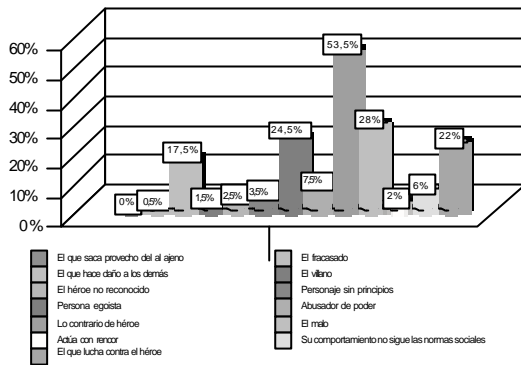 60%
50%
40%
30%
20%
10%
0%
0%
0,5%
17,5%
1,5%
2,5%
3,5%
24,5%
7,5%
53,5%
28%
2%
6%
22%
El que saca provecho del al ajeno
El que hace daño a los demás
El héroe no reconocido
Persona egoista
Lo contrario de héroe
Actúa con rencor
El que lucha contra el héroe
El fracasado
El villano
Personaje sin principios
Abusador de poder
El malo
Su comportamiento no sigue las normas sociales